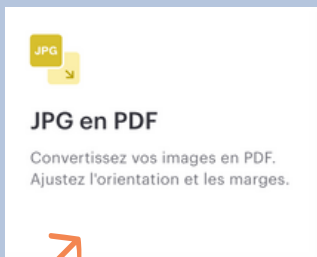 JPG
JPG en PDF
Convertissez vos images en PDF.
Ajustez l'orientation et les marges.